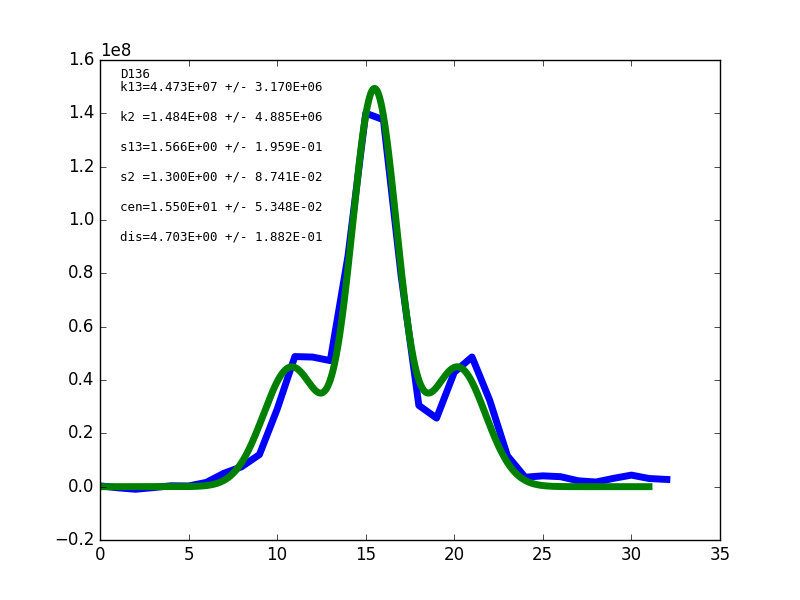 1e8
D136
k13=4.473E+07 +/- 3.170E+06
k2 =1.484E+08 +/- 4.885E+06
s13=1.566E+00 +/- 1.959E-01
s2 =1.300E+00 +/- 8.741E-02
cen=1.550E+01 +/- 5.348E-02
dis=4.703E+00 +/- 1.882E-01
1.6
1.4
1.2
1.0
0.8
0.6
0.4
0.2
0.0
−0.2
0 5 10 15 20 25 30 35